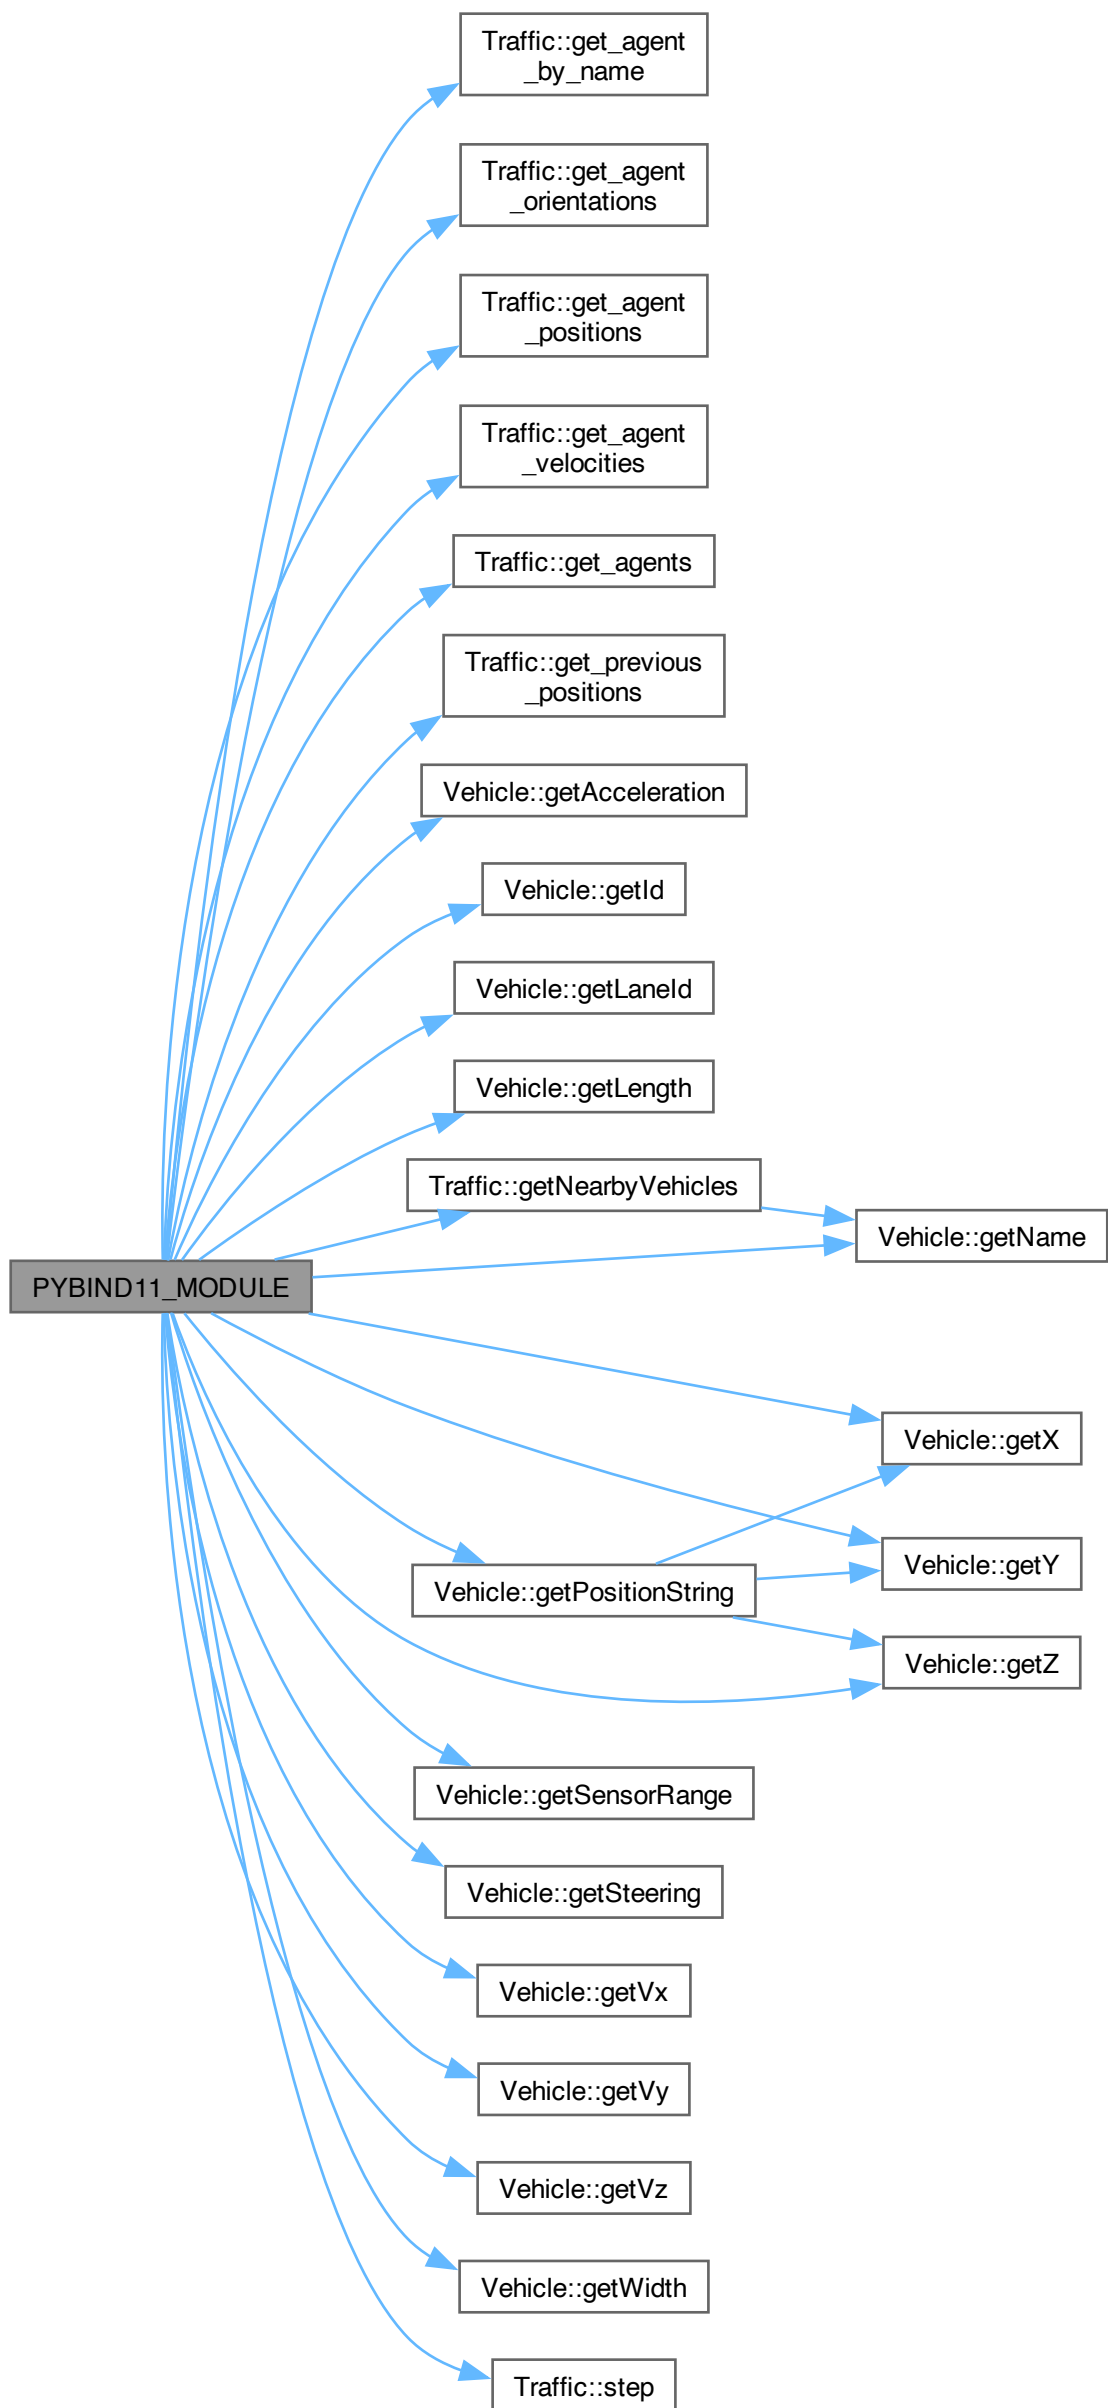 Traffic::get_agent
_by_name
Traffic::get_agent
_orientations
Traffic::get_agent
_positions
Traffic::get_agent
_velocities
Traffic::get_agents
Traffic::get_previous
_positions
Vehicle::getAcceleration
Vehicle::getId
Vehicle::getLaneId
Vehicle::getLength
Traffic::getNearbyVehicles
Vehicle::getName
PYBIND11_MODULE
Vehicle::getX
Vehicle::getY
Vehicle::getPositionString
Vehicle::getZ
Vehicle::getSensorRange
Vehicle::getSteering
Vehicle::getVx
Vehicle::getVy
Vehicle::getVz
Vehicle::getWidth
Traffic::step